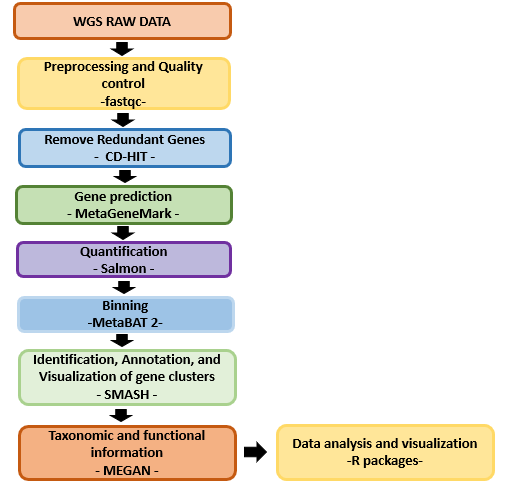 WGS RAW DATA
Preprocessing and Quality
control
-fastqc-
Remove Redundant Genes
- CD-HIT -
Gene prediction
- MetaGeneMark -
Quantification
- Salmon -
Binning
-MetaBAT 2-
Identification, Annotation, and
Visualization of gene clusters
- SMASH -
Taxonomic and functional
information
- MEGAN -
Data analysis and visualization
-R packages-